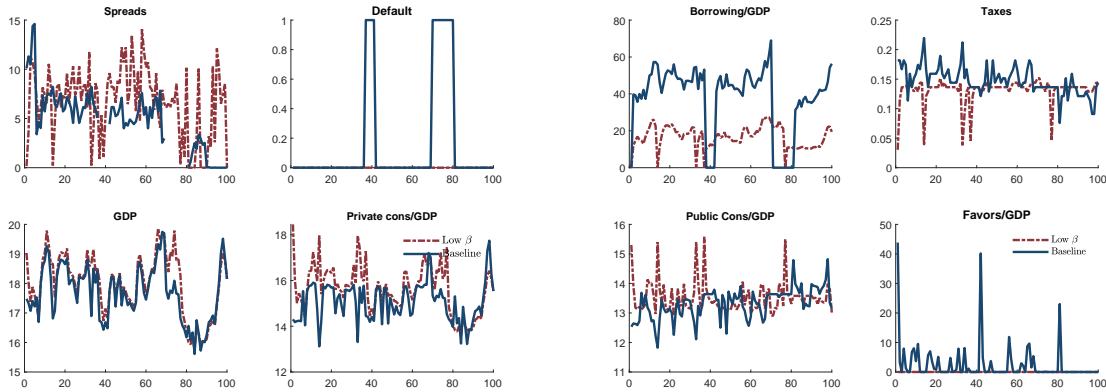 Spreads
Default
Borrowing/GDP
Taxes
15
10
5
0
0 20 40 60 80 100
1
0.8
0.6
0.4
0.2
0
0 20 40 60 80 100
80
60
40
20
0
0 20 40 60 80 100
0.25
0.2
0.15
0.1
0.05
0
0 20 40 60 80 100
GDP
Private cons/GDP
Public Cons/GDP
Favors/GDP
20
19
18
17
16
15
0 20 40 60 80 100
18
16
14
12
0 20 40 60 80 100
Low β
Baseline
16
15
14
13
12
11
0 20 40 60 80 100
50
40
30
20
10
0
0 20 40 60 80 100
Low β
Baseline